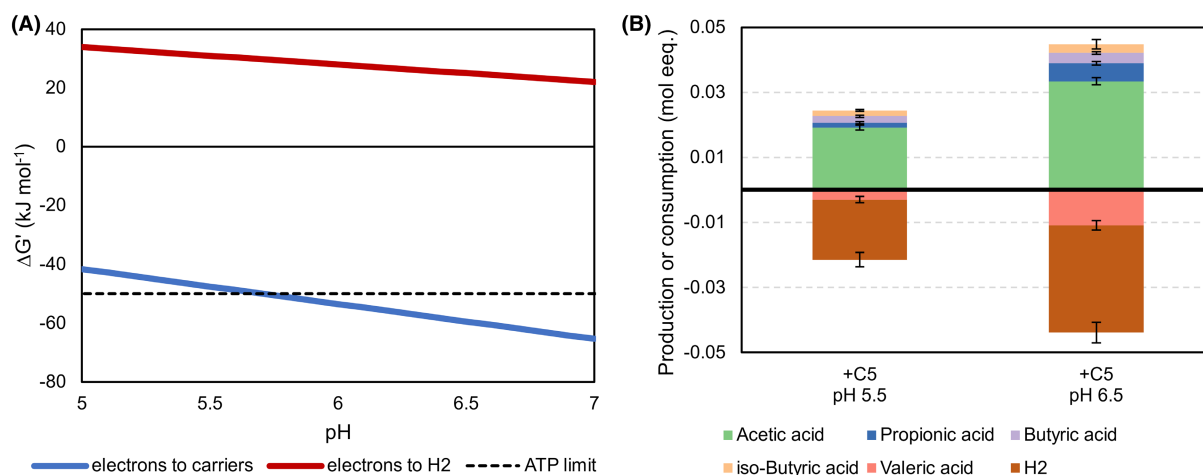 (A)
40
20
0
-20
-40
-60
-80
ΔG' (kJ mol⁻¹)
5
5.5
6
6.5
7
pH
electrons to carriers
electrons to H2
ATP limit
(B)
0.05
0.03
0.01
-0.01
-0.03
-0.05
Production or consumption (mol eeq.)
+C5
pH 5.5
+C5
pH 6.5
Acetic acid
Propionic acid
Butyric acid
iso-Butyric acid
Valeric acid
H2